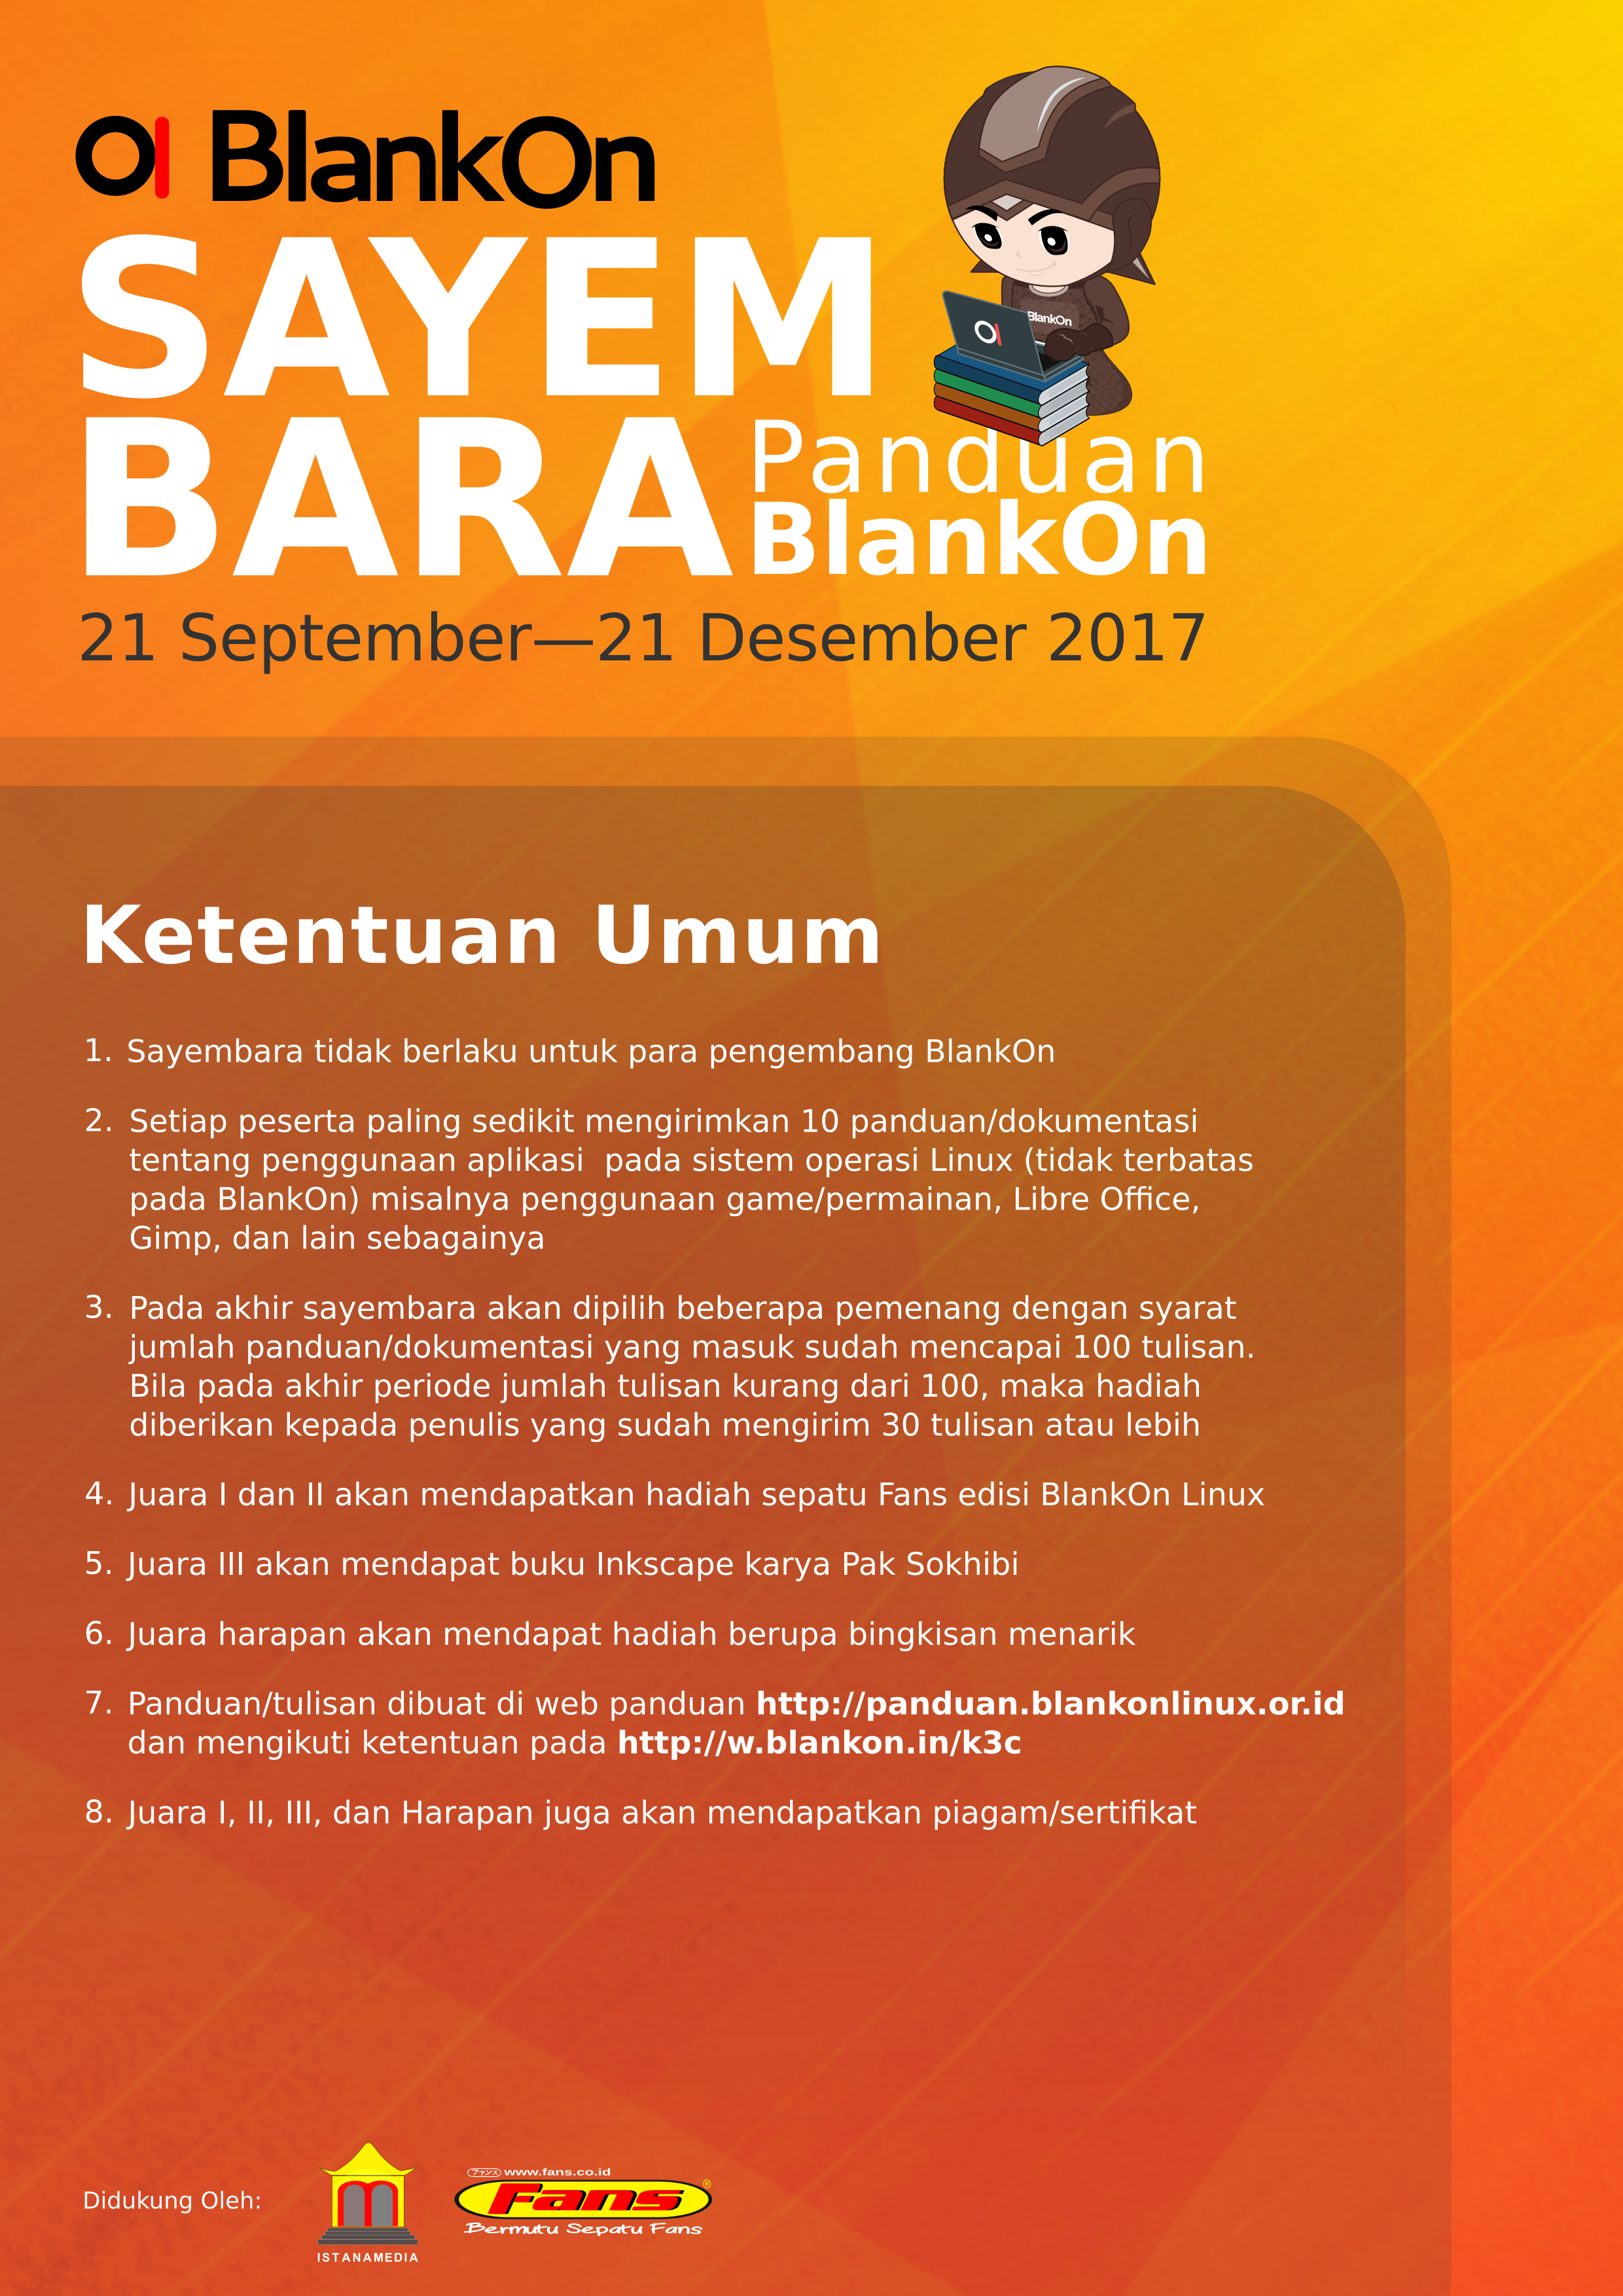 BlankOn
SAYEM
BARA
Panduan
BlankOn
BlankOn
21 September—21 Desember 2017
Ketentuan Umum
1. Sayembara tidak berlaku untuk para pengembang BlankOn
2. Setiap peserta paling sedikit mengirimkan 10 panduan/dokumentasi
tentang penggunaan aplikasi pada sistem operasi Linux (tidak terbatas
pada BlankOn) misalnya penggunaan game/permainan, Libre Office,
Gimp, dan lain sebagainya
3. Pada akhir sayembara akan dipilih beberapa pemenang dengan syarat
jumlah panduan/dokumentasi yang masuk sudah mencapai 100 tulisan.
Bila pada akhir periode jumlah tulisan kurang dari 100, maka hadiah
diberikan kepada penulis yang sudah mengirim 30 tulisan atau lebih
4. Juara I dan II akan mendapatkan hadiah sepatu Fans edisi BlankOn Linux
5. Juara III akan mendapat buku Inkscape karya Pak Sokhibi
6. Juara harapan akan mendapat hadiah berupa bingkisan menarik
7. Panduan/tulisan dibuat di web panduan http://panduan.blankonlinux.or.id
dan mengikuti ketentuan pada http://w.blankon.in/k3c
8. Juara I, II, III, dan Harapan juga akan mendapatkan piagam/sertifikat
Didukung Oleh:
ISTANAMEDIA
ファンス www.fans.co.id
Fans ®
Bermutu Sepatu Fans